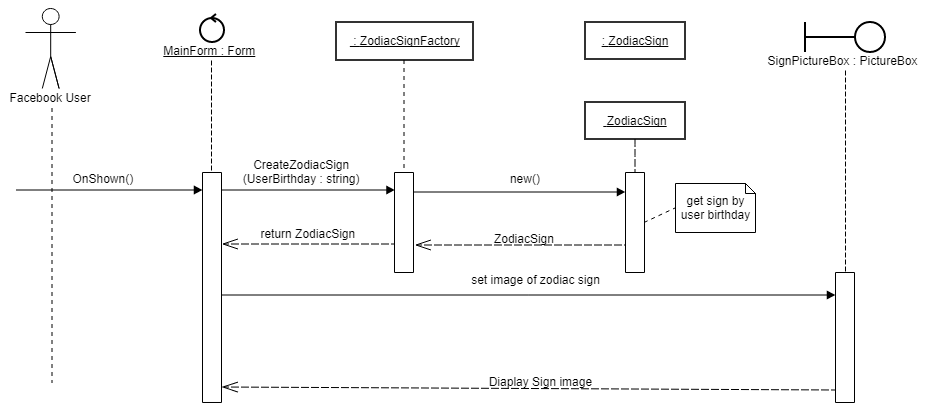 : ZodiacSignFactory
: ZodiacSign
MainForm : Form
SignPictureBox : PictureBox
Facebook User
ZodiacSign
CreateZodiacSign
(UserBirthday : string)
OnShown()
new()
get sign by
user birthday
return ZodiacSign
ZodiacSign
set image of zodiac sign
Diaplay Sign image